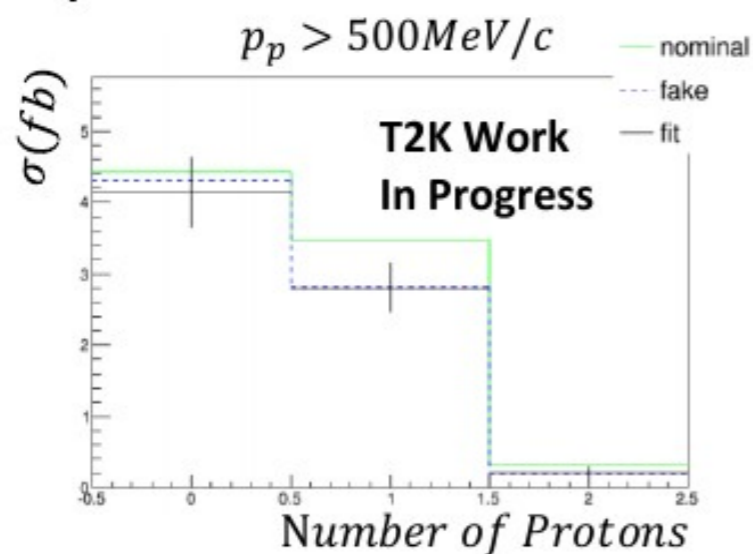 p_p > 500MeV/c
nominal
fake
fit
σ(fb)
T2K Work
In Progress
5
4
3
2
1
0
-0.5 0 0.5 1 1.5 2 2.5
Number of Protons